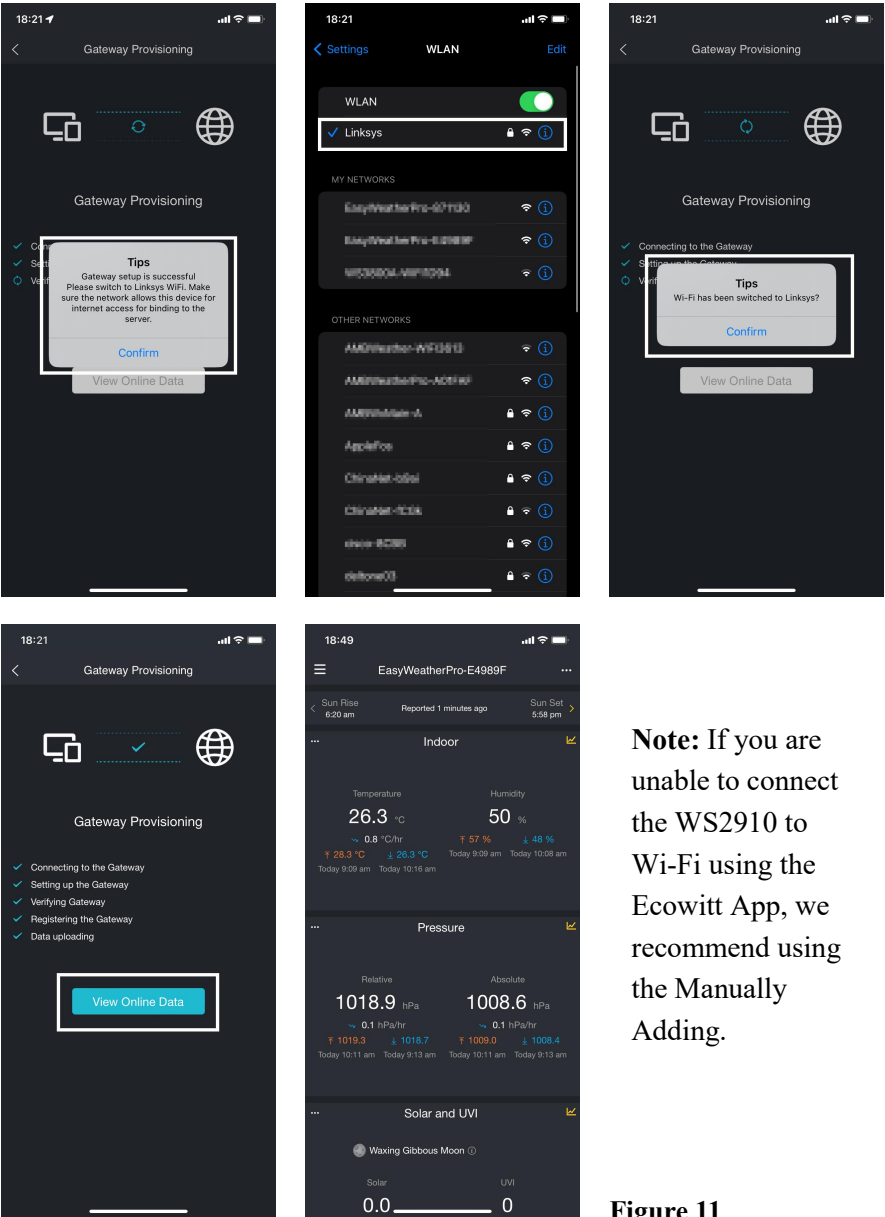 18:21
Gateway Provisioning
Gateway Provisioning
Tips
Gateway setup is successful
Please switch to Linksys WiFi. Make
sure the network allows this device for
internet access for binding to the
server.
Confirm
View Online Data
18:21
Settings
WLAN
Edit
WLAN
Linksys
MY NETWORKS
OTHER NETWORKS
18:21
Gateway Provisioning
Gateway Provisioning
Connecting to the Gateway
Setting up the Gateway
Tips
Wi-Fi has been switched to Linksys?
Confirm
View Online Data
18:21
Gateway Provisioning
Gateway Provisioning
Connecting to the Gateway
Setting up the Gateway
Verifying Gateway
Registering the Gateway
Data uploading
View Online Data
18:49
EasyWeatherPro-E4989F
Sun Rise Sun Set
6:20 am Reported 1 minutes ago 5:58 pm
Indoor
Temperature Humidity
26.3 °C 50 %
0.8 °C/hr 57 % 48 %
28.3 °C 26.3 °C Today 9:09 am Today 10:08 am
Today 9:09 am Today 10:16 am
Pressure
Relative Absolute
1018.9 hPa 1008.6 hPa
0.1 hPa/hr 0.1 hPa/hr
1019.3 1018.7 1009.0 1008.4
Today 10:11 am Today 9:13 am Today 10:11 am Today 9:13 am
Solar and UVI
Waxing Gibbous Moon
Solar UVI
0.0 0
Note: If you are
unable to connect
the WS2910 to
Wi-Fi using the
Ecowitt App, we
recommend using
the Manually
Adding.
Figure 11